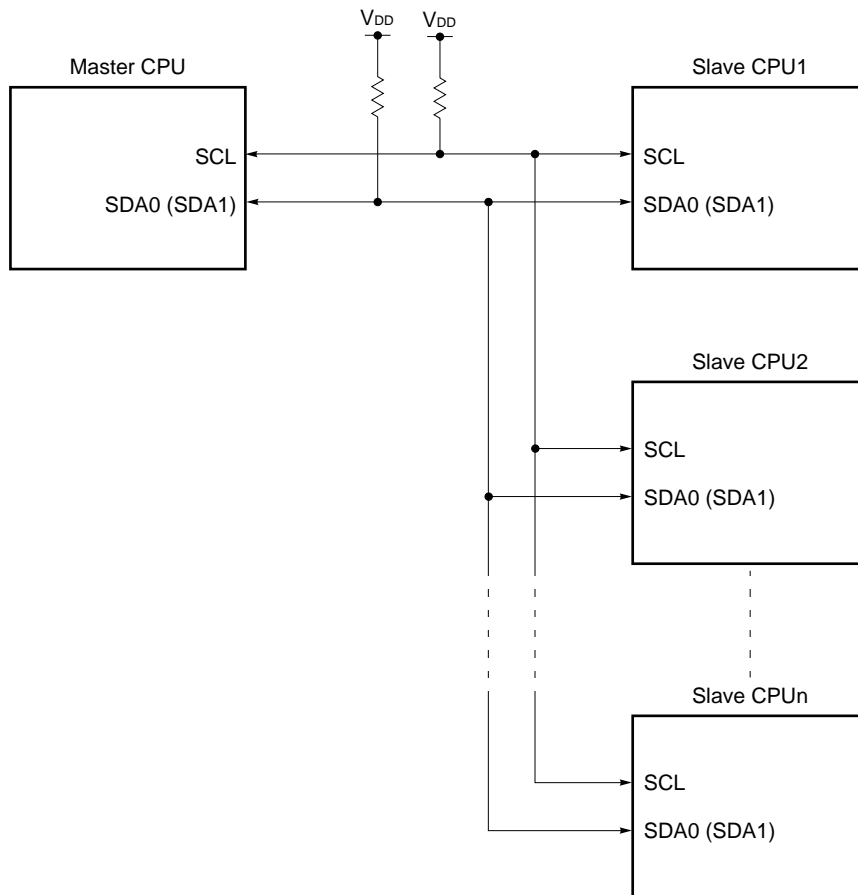 VDD
VDD
Master CPU
SCL
SDA0 (SDA1)
Slave CPU1
SCL
SDA0 (SDA1)
Slave CPU2
SCL
SDA0 (SDA1)
Slave CPUn
SCL
SDA0 (SDA1)